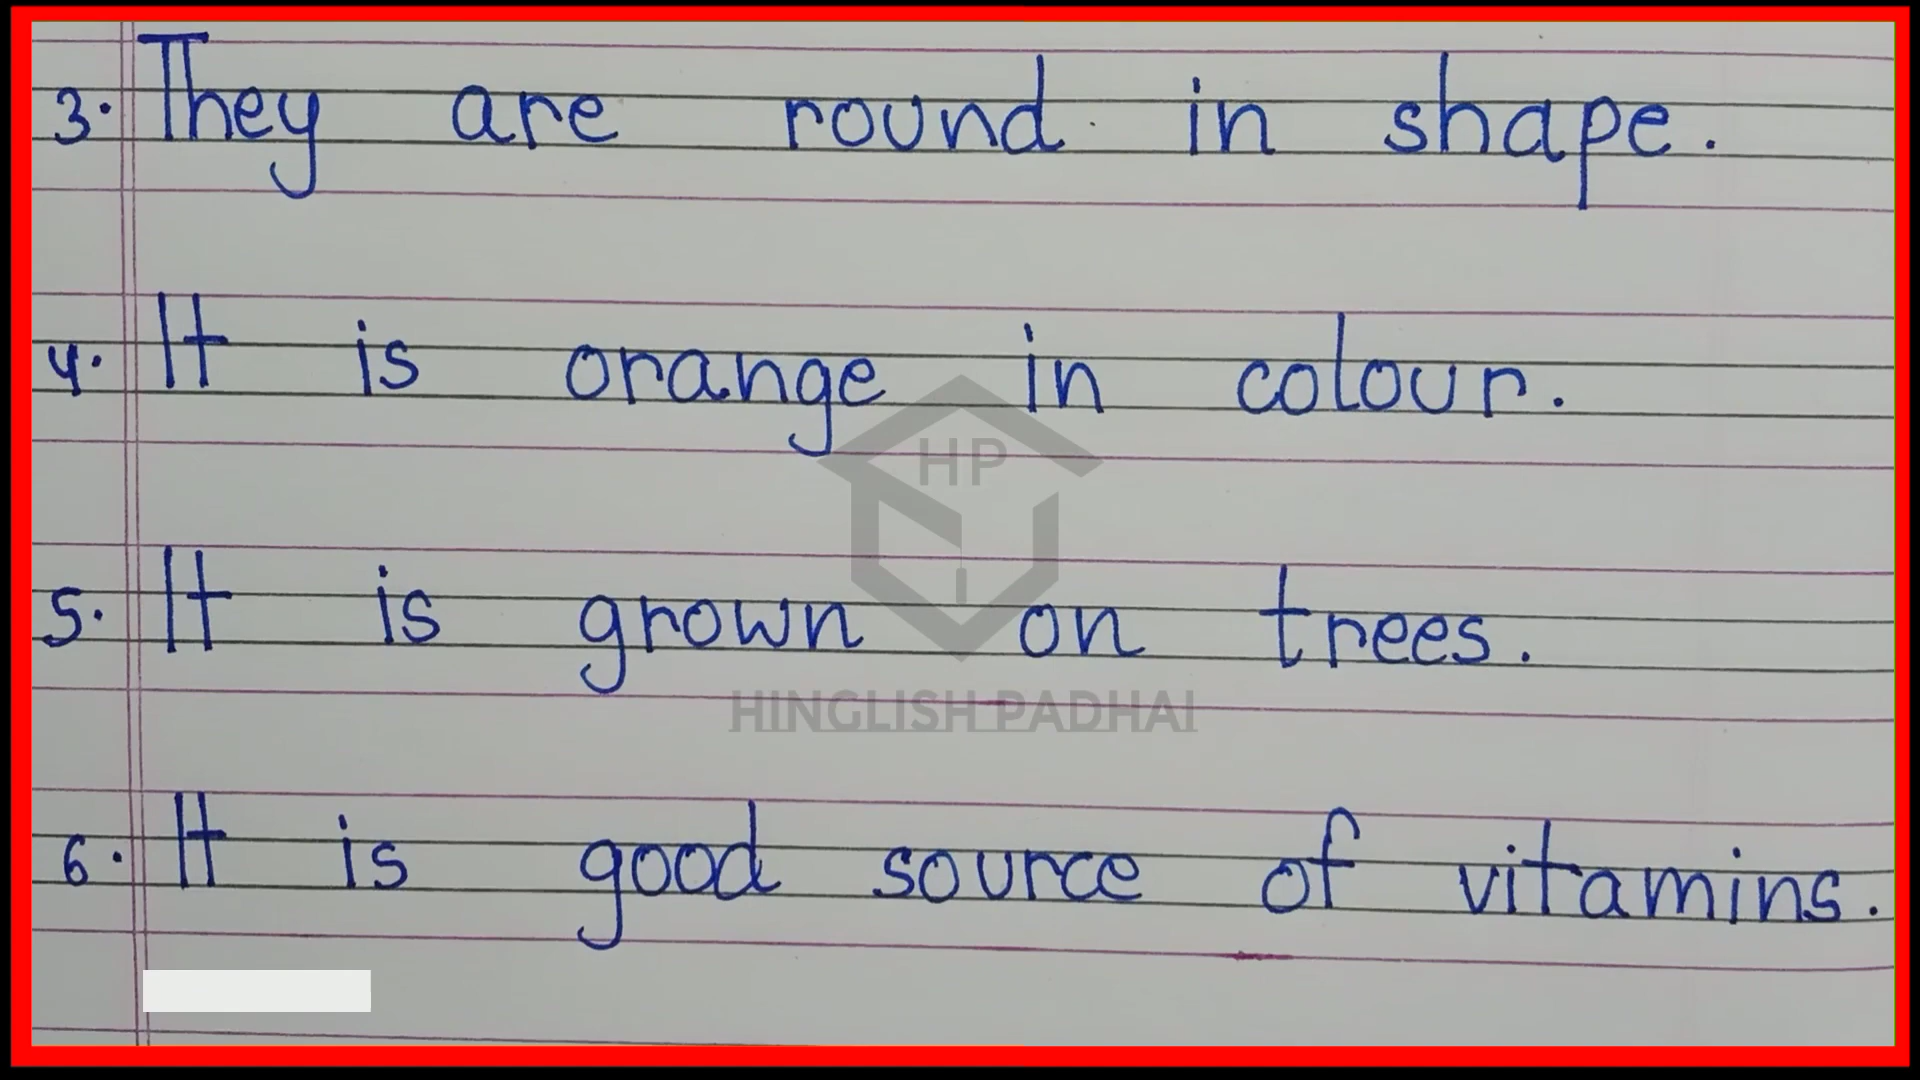 3. They are round in shape.
4. It is orange in colour.
HP
5. It is grown on trees.
HINGLISH PADHAI
6. It is good source of vitamins.